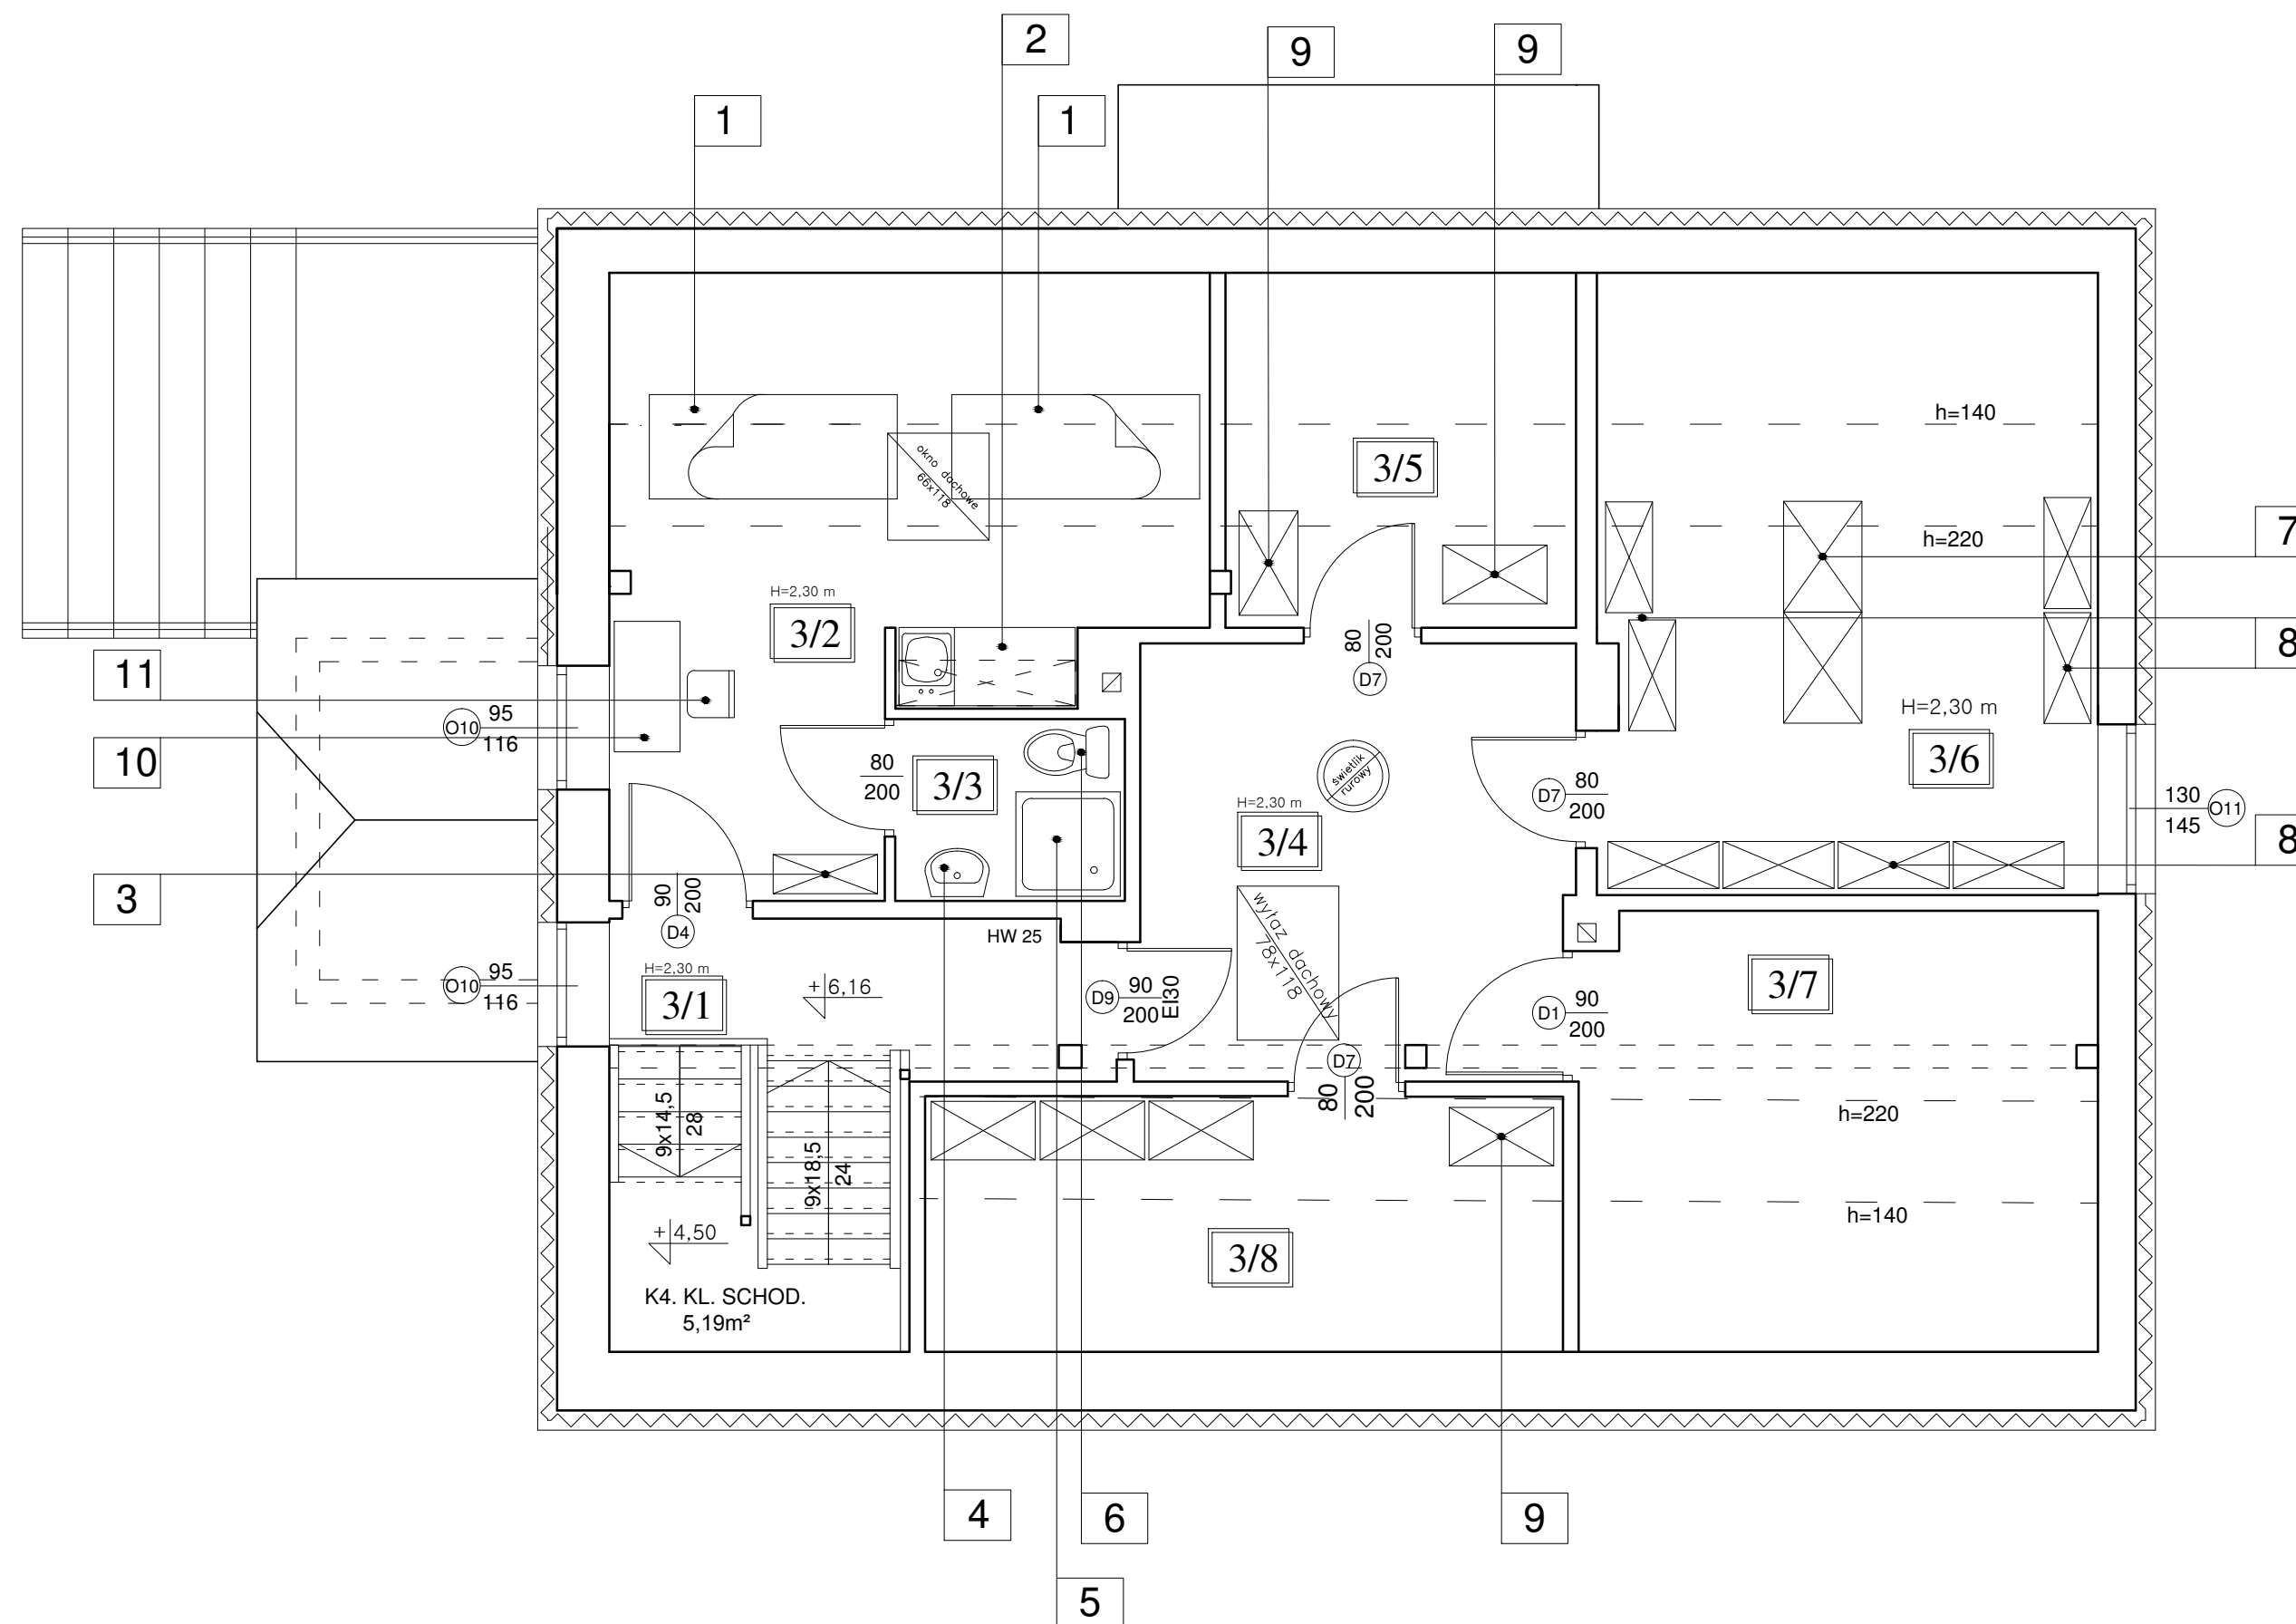 2
9
9
1
1
h=140
okno dachowe
66x118
3/5
h=220
7
H=2,30 m
3/2
80
200
D7
8
11
O10
95
116
10
H=2,30 m
3/6
80
200
3/3
świetlik
rurowy
D7
80
200
130
145
O11
H=2,30 m
3/4
8
3
90
200
D4
wyłaz dachowy
78x118
HW 25
H=2,30 m
3/1
O10
95
116
+6,16
D9
90
200
EI30
D1
90
200
3/7
D7
80
200
9x14,5
28
9x18,5
24
h=220
+4,50
h=140
3/8
K4. KL. SCHOD.
5,19m²
4
6
9
5